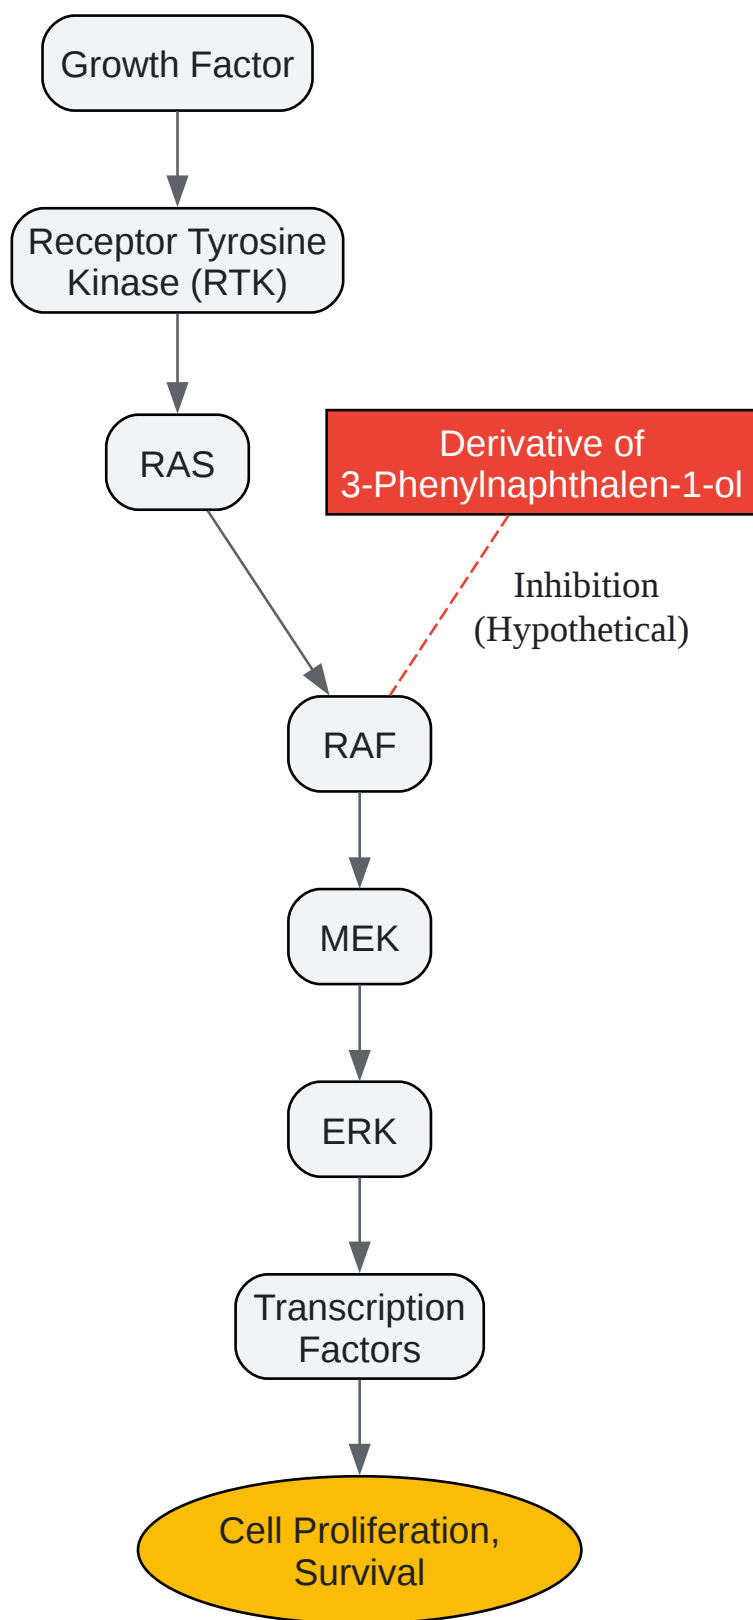 Growth Factor
Receptor Tyrosine
Kinase (RTK)
RAS
Derivative of
3-Phenylnaphthalen-1-ol
Inhibition
(Hypothetical)
RAF
MEK
ERK
Transcription
Factors
Cell Proliferation,
Survival